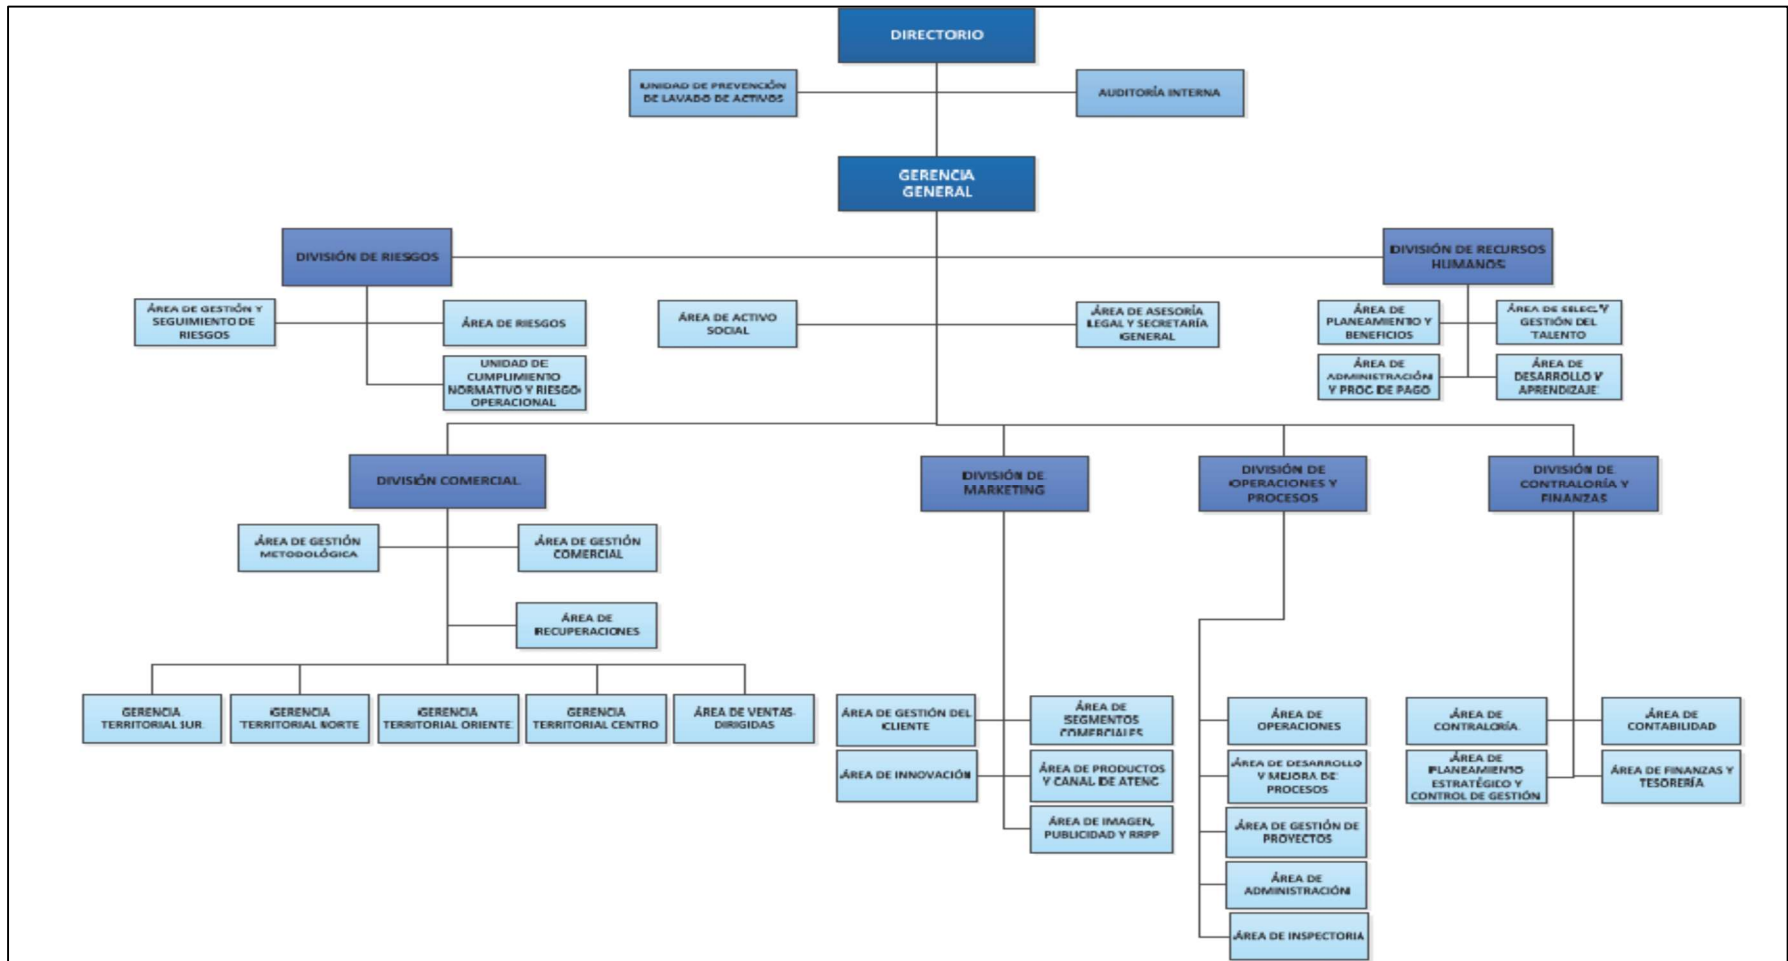 DIRECTORIO
UNIDAD DE PREVENCIÓN
DE LAVADO DE ACTIVOS
AUDITORÍA INTERNA
GERENCIA
GENERAL
DIVISIÓN DE RIESGOS
DIVISIÓN DE RECURSOS
HUMANOS
ÁREA DE GESTIÓN Y
SEGUIMIENTO DE
RIESGOS
ÁREA DE RIESGOS
UNIDAD DE
CUMPLIMIENTO
NORMATIVO Y RIESGO
OPERACIONAL
ÁREA DE ACTIVO
SOCIAL
ÁREA DE ASESORÍA
LEGAL Y SECRETARÍA
GENERAL
ÁREA DE
PLANEAMIENTO Y
BENEFICIOS
ÁREA DE SELEC. Y
GESTIÓN DEL
TALENTO
ÁREA DE
ADMINISTRACIÓN
Y PROC. DE PAGO
ÁREA DE
DESARROLLO Y
APRENDIZAJE
DIVISIÓN COMERCIAL
DIVISIÓN DE
MARKETING
DIVISIÓN DE
OPERACIONES Y
PROCESOS
DIVISIÓN DE
CONTRALORÍA Y
FINANZAS
ÁREA DE GESTIÓN
METODOLÓGICA
ÁREA DE GESTIÓN
COMERCIAL
ÁREA DE
RECUPERACIONES
GERENCIA
TERRITORIAL SUR
GERENCIA
TERRITORIAL NORTE
GERENCIA
TERRITORIAL ORIENTE
GERENCIA
TERRITORIAL CENTRO
ÁREA DE VENTAS
DIRIGIDAS
ÁREA DE GESTIÓN DEL
CLIENTE
ÁREA DE
SEGMENTOS
COMERCIALES
ÁREA DE INNOVACIÓN
ÁREA DE PRODUCTOS
Y CANAL DE ATENC
ÁREA DE IMAGEN,
PUBLICIDAD Y RRPP
ÁREA DE
OPERACIONES
ÁREA DE DESARROLLO
Y MEJORA DE
PROCESOS
ÁREA DE GESTIÓN DE
PROYECTOS
ÁREA DE
ADMINISTRACIÓN
ÁREA DE INSPECTORIA
ÁREA DE
CONTRALORÍA
ÁREA DE
CONTABILIDAD
ÁREA DE
PLANEAMIENTO
ESTRATÉGICO Y
CONTROL DE GESTIÓN
ÁREA DE FINANZAS Y
TESORERÍA